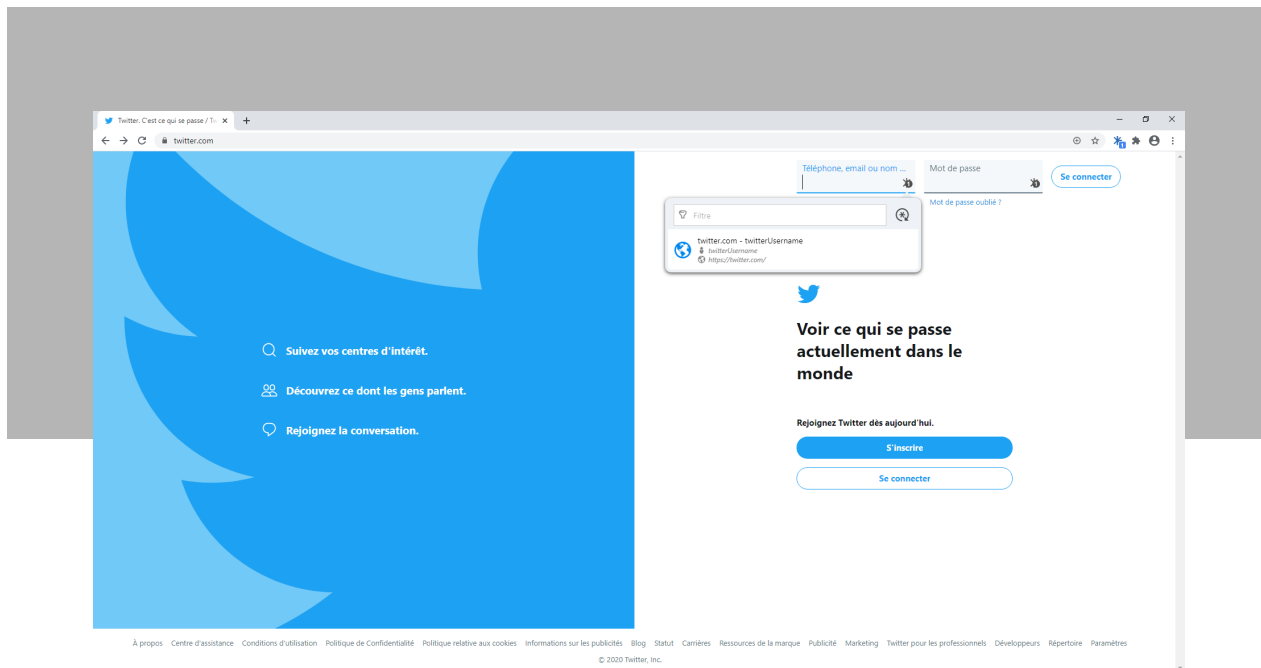 Twitter. C'est ce qui se passe / Tw
twitter.com
1
Téléphone, email ou nom ...
Mot de passe
Se connecter
Mot de passe oublié ?
Filtre
twitter.com - twitterUsername
twitterUsername
https://twitter.com/
Suivez vos centres d'intérêt.
Découvrez ce dont les gens parlent.
Rejoignez la conversation.
Voir ce qui se passe
actuellement dans le
monde
Rejoignez Twitter dès aujourd'hui.
S'inscrire
Se connecter
À propos Centre d'assistance Conditions d'utilisation Politique de Confidentialité Politique relative aux cookies Informations sur les publicités Blog Statut Carrières Ressources de la marque Publicité Marketing Twitter pour les professionnels Développeurs Répertoire Paramètres
© 2020 Twitter, Inc.